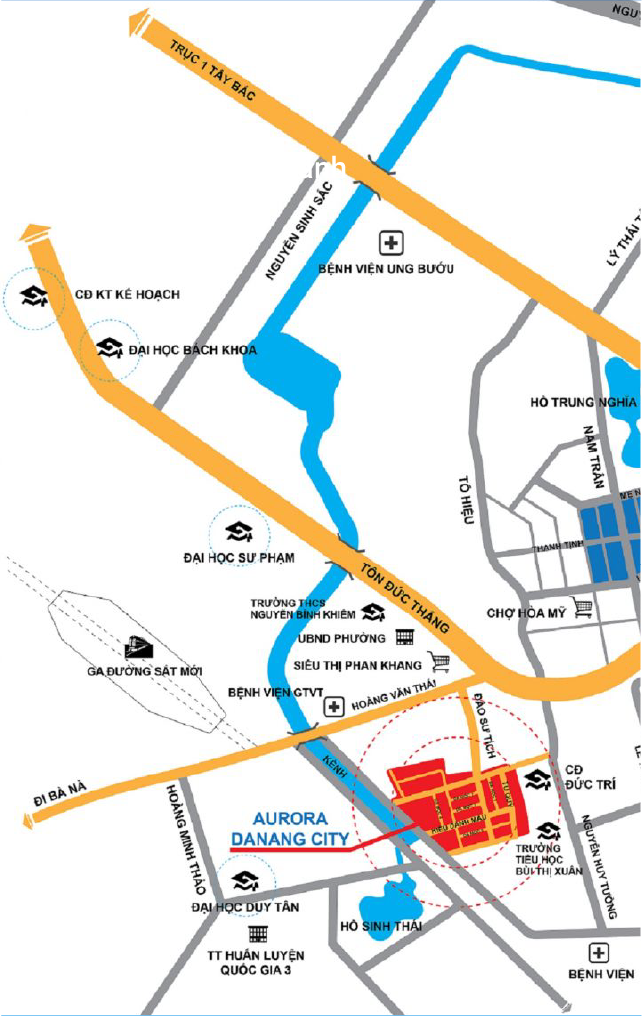 NGUY
TRỤC 1 TÂY BẮC
anh
NGUYỄN SINH SẮC
BỆNH VIỆN UNG BƯỚU
LÝ THÁI T
CĐ KT KẾ HOẠCH
ĐẠI HỌC BÁCH KHOA
HỒ TRUNG NGHĨA
NAM TRÂN
TÔ HIỆU
MẸ N
THANH TỊNH
ĐẠI HỌC SƯ PHẠM
TÔN ĐỨC THẮNG
TRƯỜNG THCS
NGUYỄN BỈNH KHIÊM
CHỢ HÒA MỸ
UBND PHƯỜNG
SIÊU THỊ PHAN KHANG
GA ĐƯỜNG SẮT MỚI
BỆNH VIỆN GTVT
HOÀNG VĂN THÁI
ĐÀO SƯ TÍCH
KÊNH
ĐI BÀ NÀ
CĐ
ĐỨC TRÍ
HOÀNG MINH THẢO
AURORA
DANANG CITY
TRƯỜNG
TIỂU HỌC
BÙI THỊ XUÂN
NGUYỄN HUY TƯỞNG
ĐẠI HỌC DUY TÂN
HỒ SINH THÁI
TT HUẤN LUYỆN
QUỐC GIA 3
BỆNH VIỆN